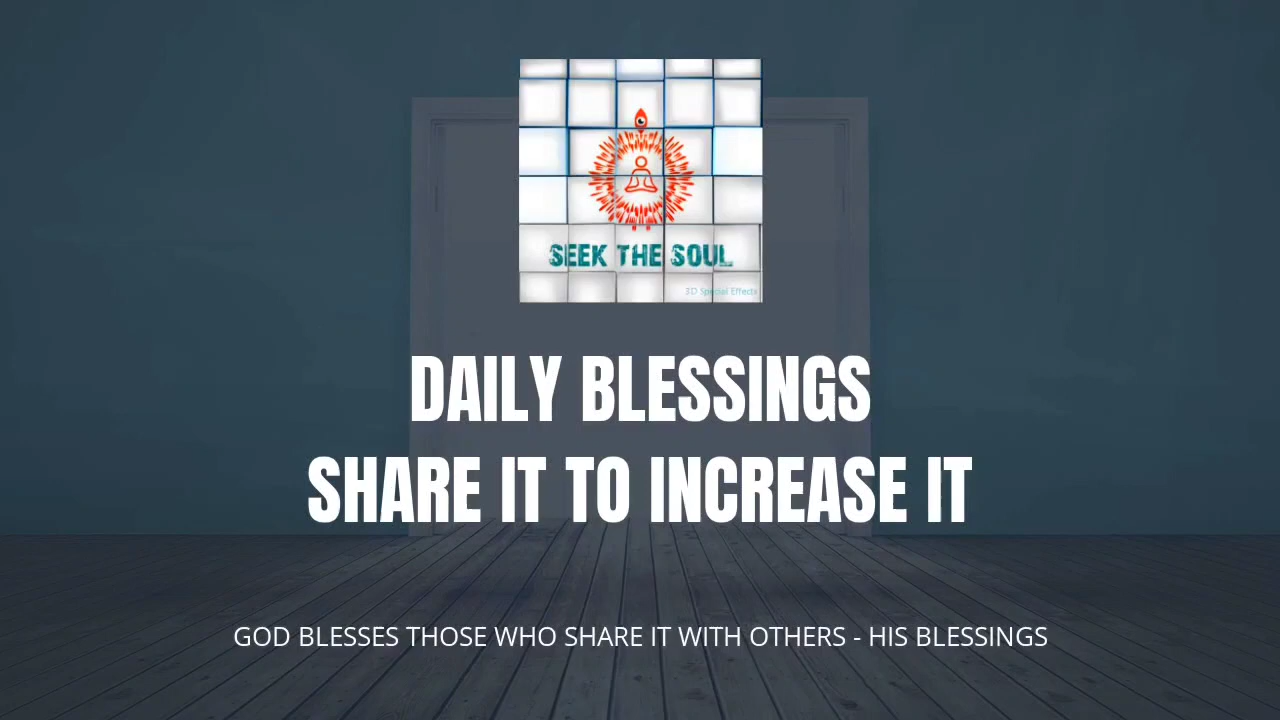 SEEK THE SOUL
3D Special Effects
DAILY BLESSINGS
SHARE IT TO INCREASE IT
GOD BLESSES THOSE WHO SHARE IT WITH OTHERS - HIS BLESSINGS